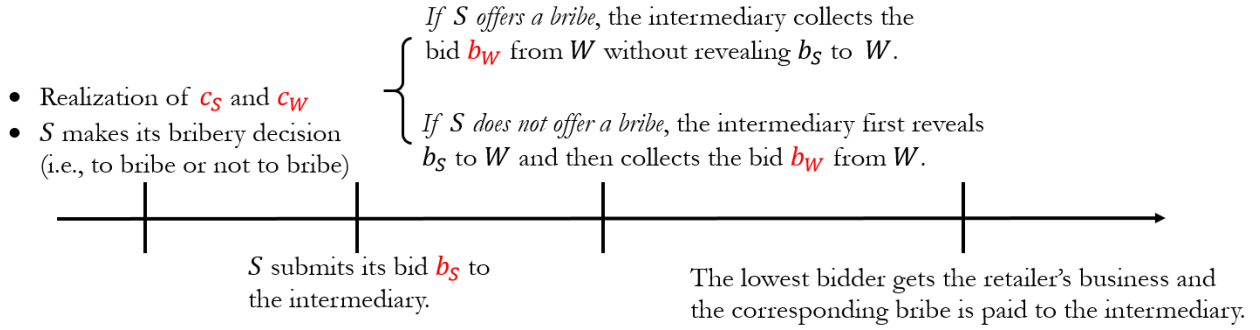 If S offers a bribe, the intermediary collects the
bid b_W from W without revealing b_S to W.
• Realization of c_S and c_W
• S makes its bribery decision
(i.e., to bribe or not to bribe)
If S does not offer a bribe, the intermediary first reveals
b_S to W and then collects the bid b_W from W.
S submits its bid b_S to
the intermediary.
The lowest bidder gets the retailer's business and
the corresponding bribe is paid to the intermediary.